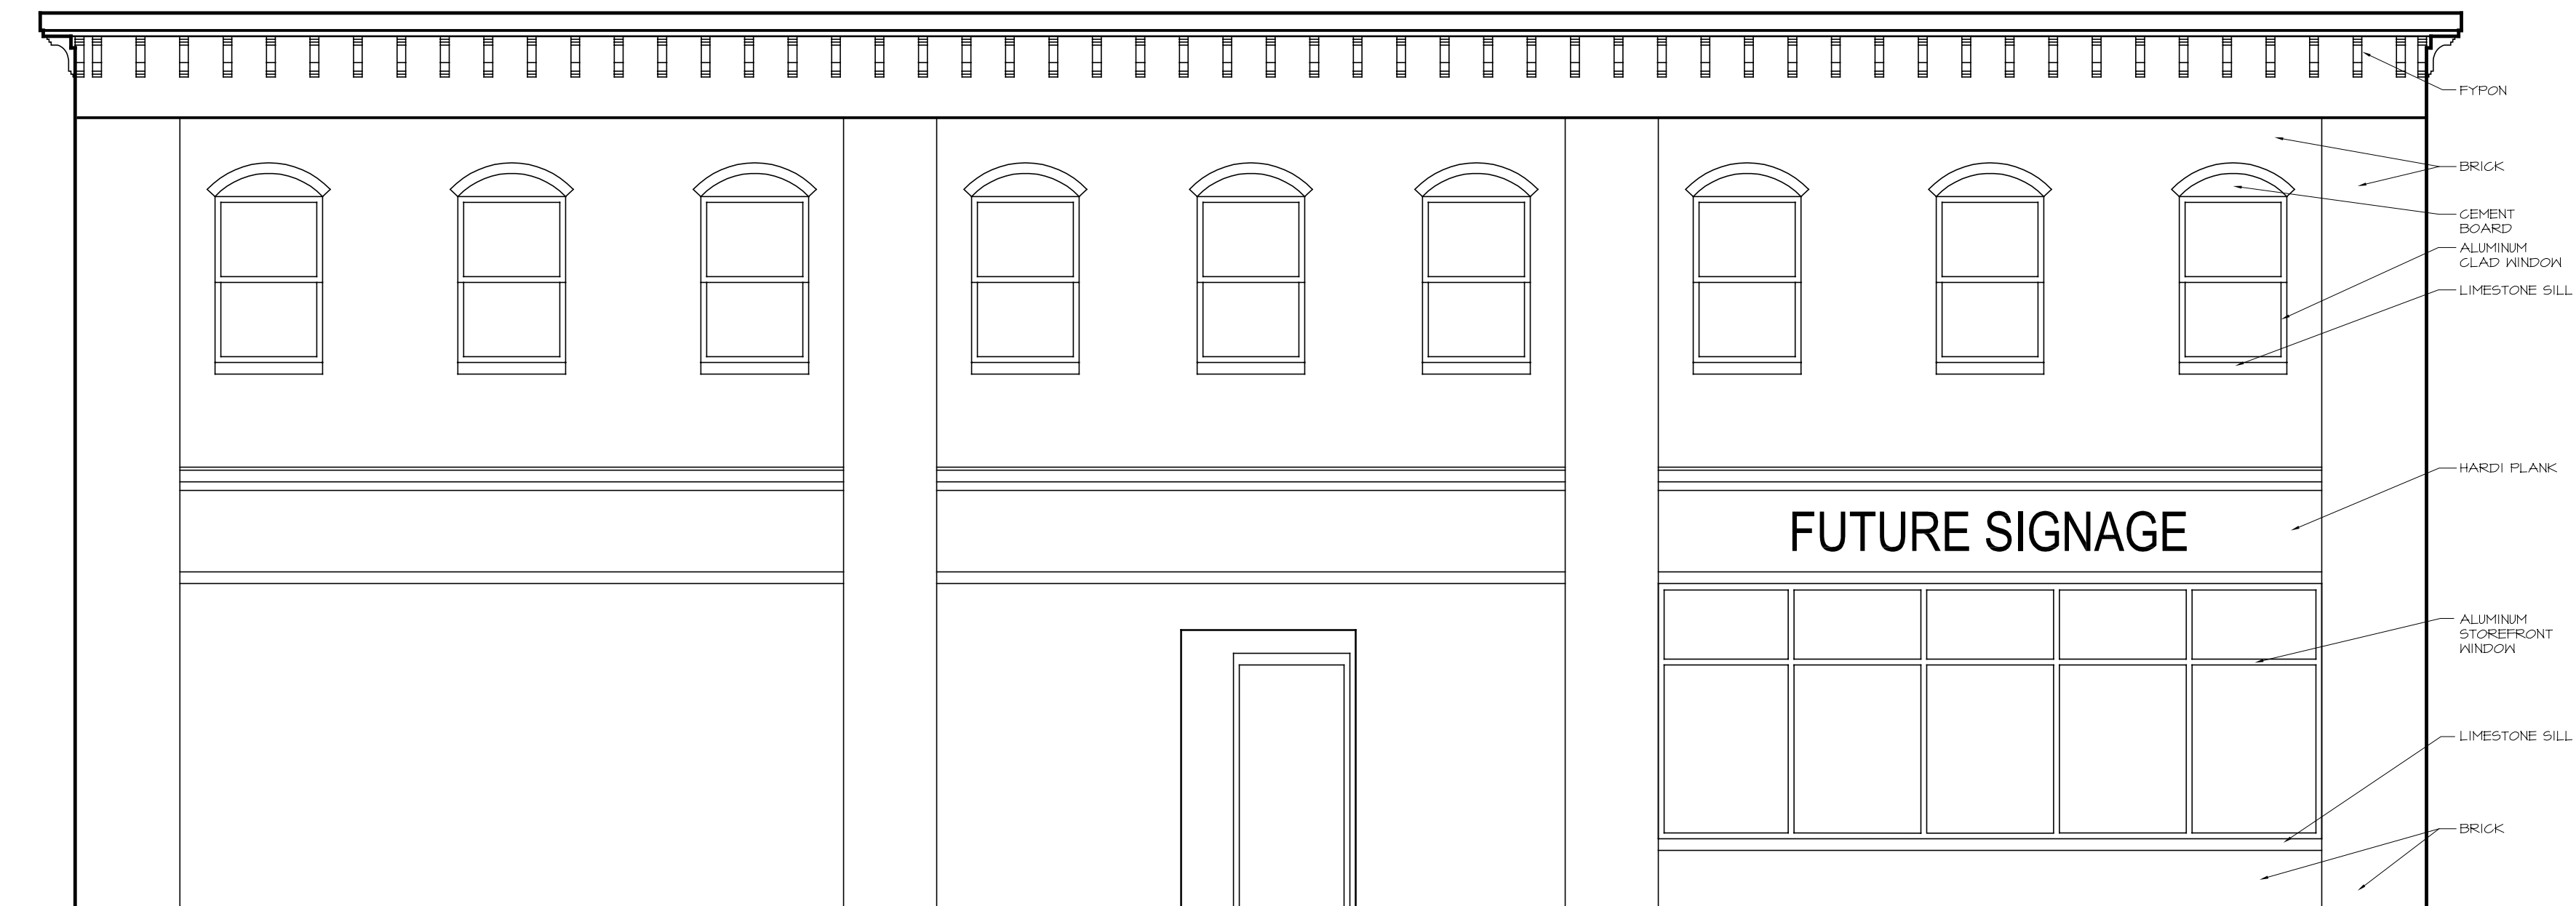 FYPON
BRICK
CEMENT
BOARD
ALUMINUM
CLAD WINDOW
LIMESTONE SILL
HARDI PLANK
FUTURE SIGNAGE
ALUMINUM
STOREFRONT
WINDOW
LIMESTONE SILL
BRICK